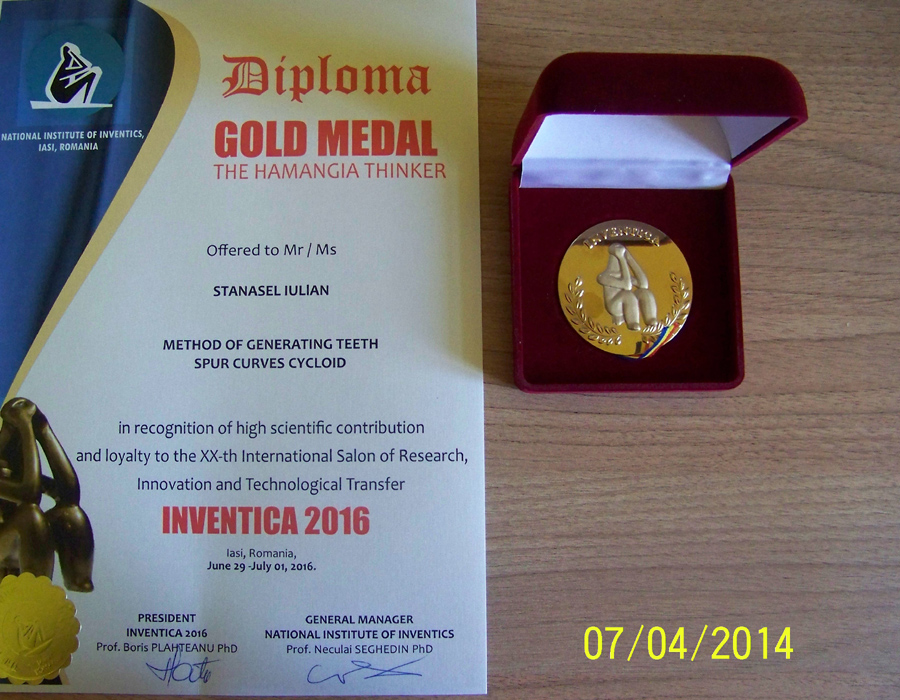 NATIONAL INSTITUTE OF INVENTICS,
IASI, ROMANIA
Diploma
GOLD MEDAL
THE HAMANGIA THINKER
Offered to Mr / Ms
STANASEL IULIAN
METHOD OF GENERATING TEETH
SPUR CURVES CYCLOID
in recognition of high scientific contribution
and loyalty to the XX-th International Salon of Research,
Innovation and Technological Transfer
INVENTICA 2016
Iasi, Romania,
June 29 -July 01, 2016.
PRESIDENT
INVENTICA 2016
Prof. Boris PLAHTEANU PhD
GENERAL MANAGER
NATIONAL INSTITUTE OF INVENTICS
Prof. Neculai SEGHEDIN PhD
07/04/2014